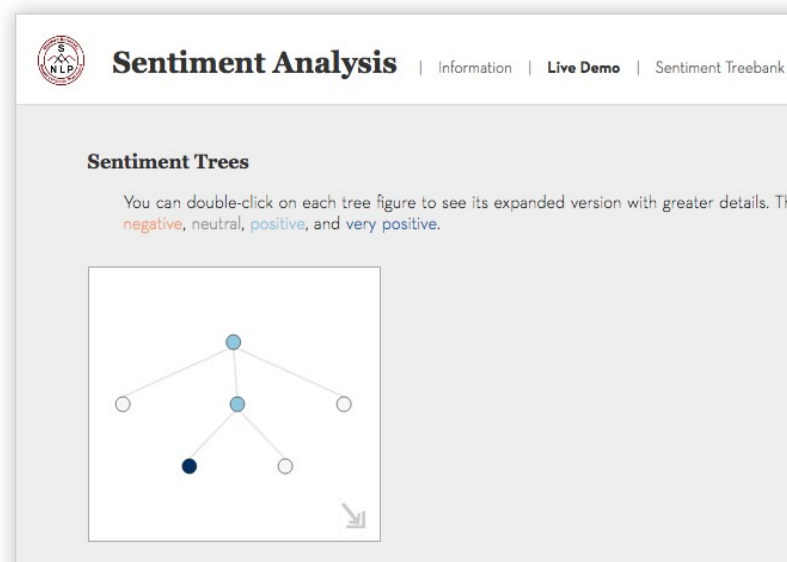 S
NLP
Sentiment Analysis | Information | Live Demo | Sentiment Treebank
Sentiment Trees
You can double-click on each tree figure to see its expanded version with greater details.
negative, neutral, positive, and very positive.